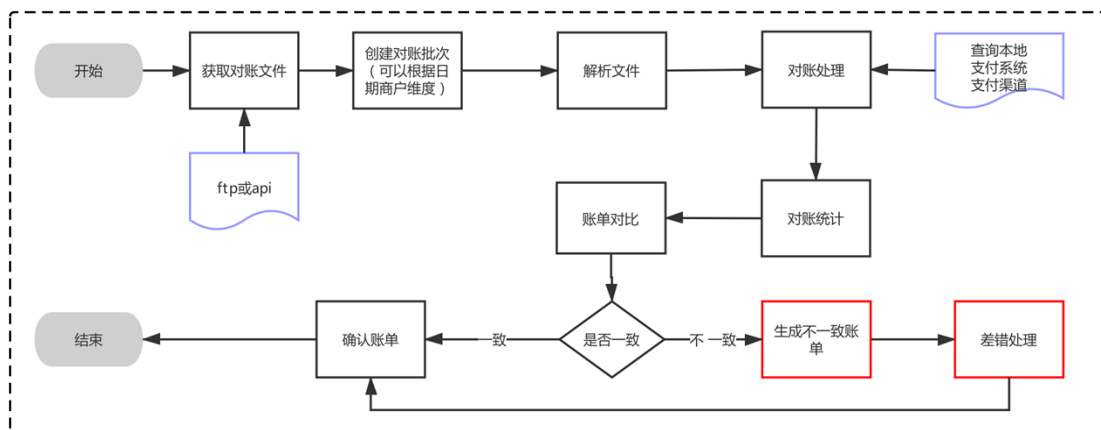 开始
获取对账文件
创建对账批次
（可以根据日
期商户维度）
解析文件
对账处理
查询本地
支付系统
支付渠道
ftp或api
账单对比
对账统计
结束
确认账单
一致
是否一致
不一致
生成不一致账
单
差错处理